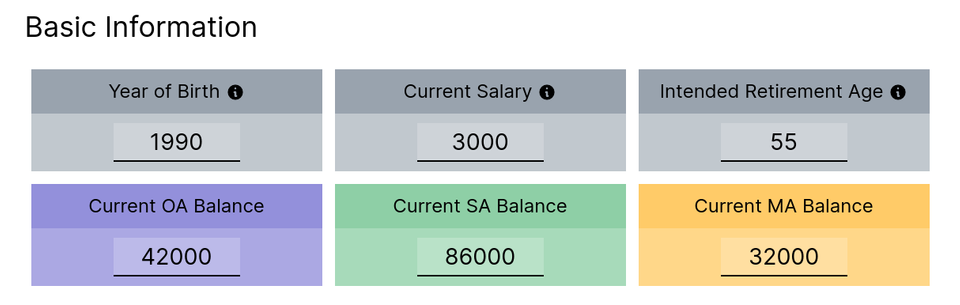 Basic Information
Year of Birth
Current Salary
Intended Retirement Age
1990
3000
55
Current OA Balance
Current SA Balance
Current MA Balance
42000
86000
32000